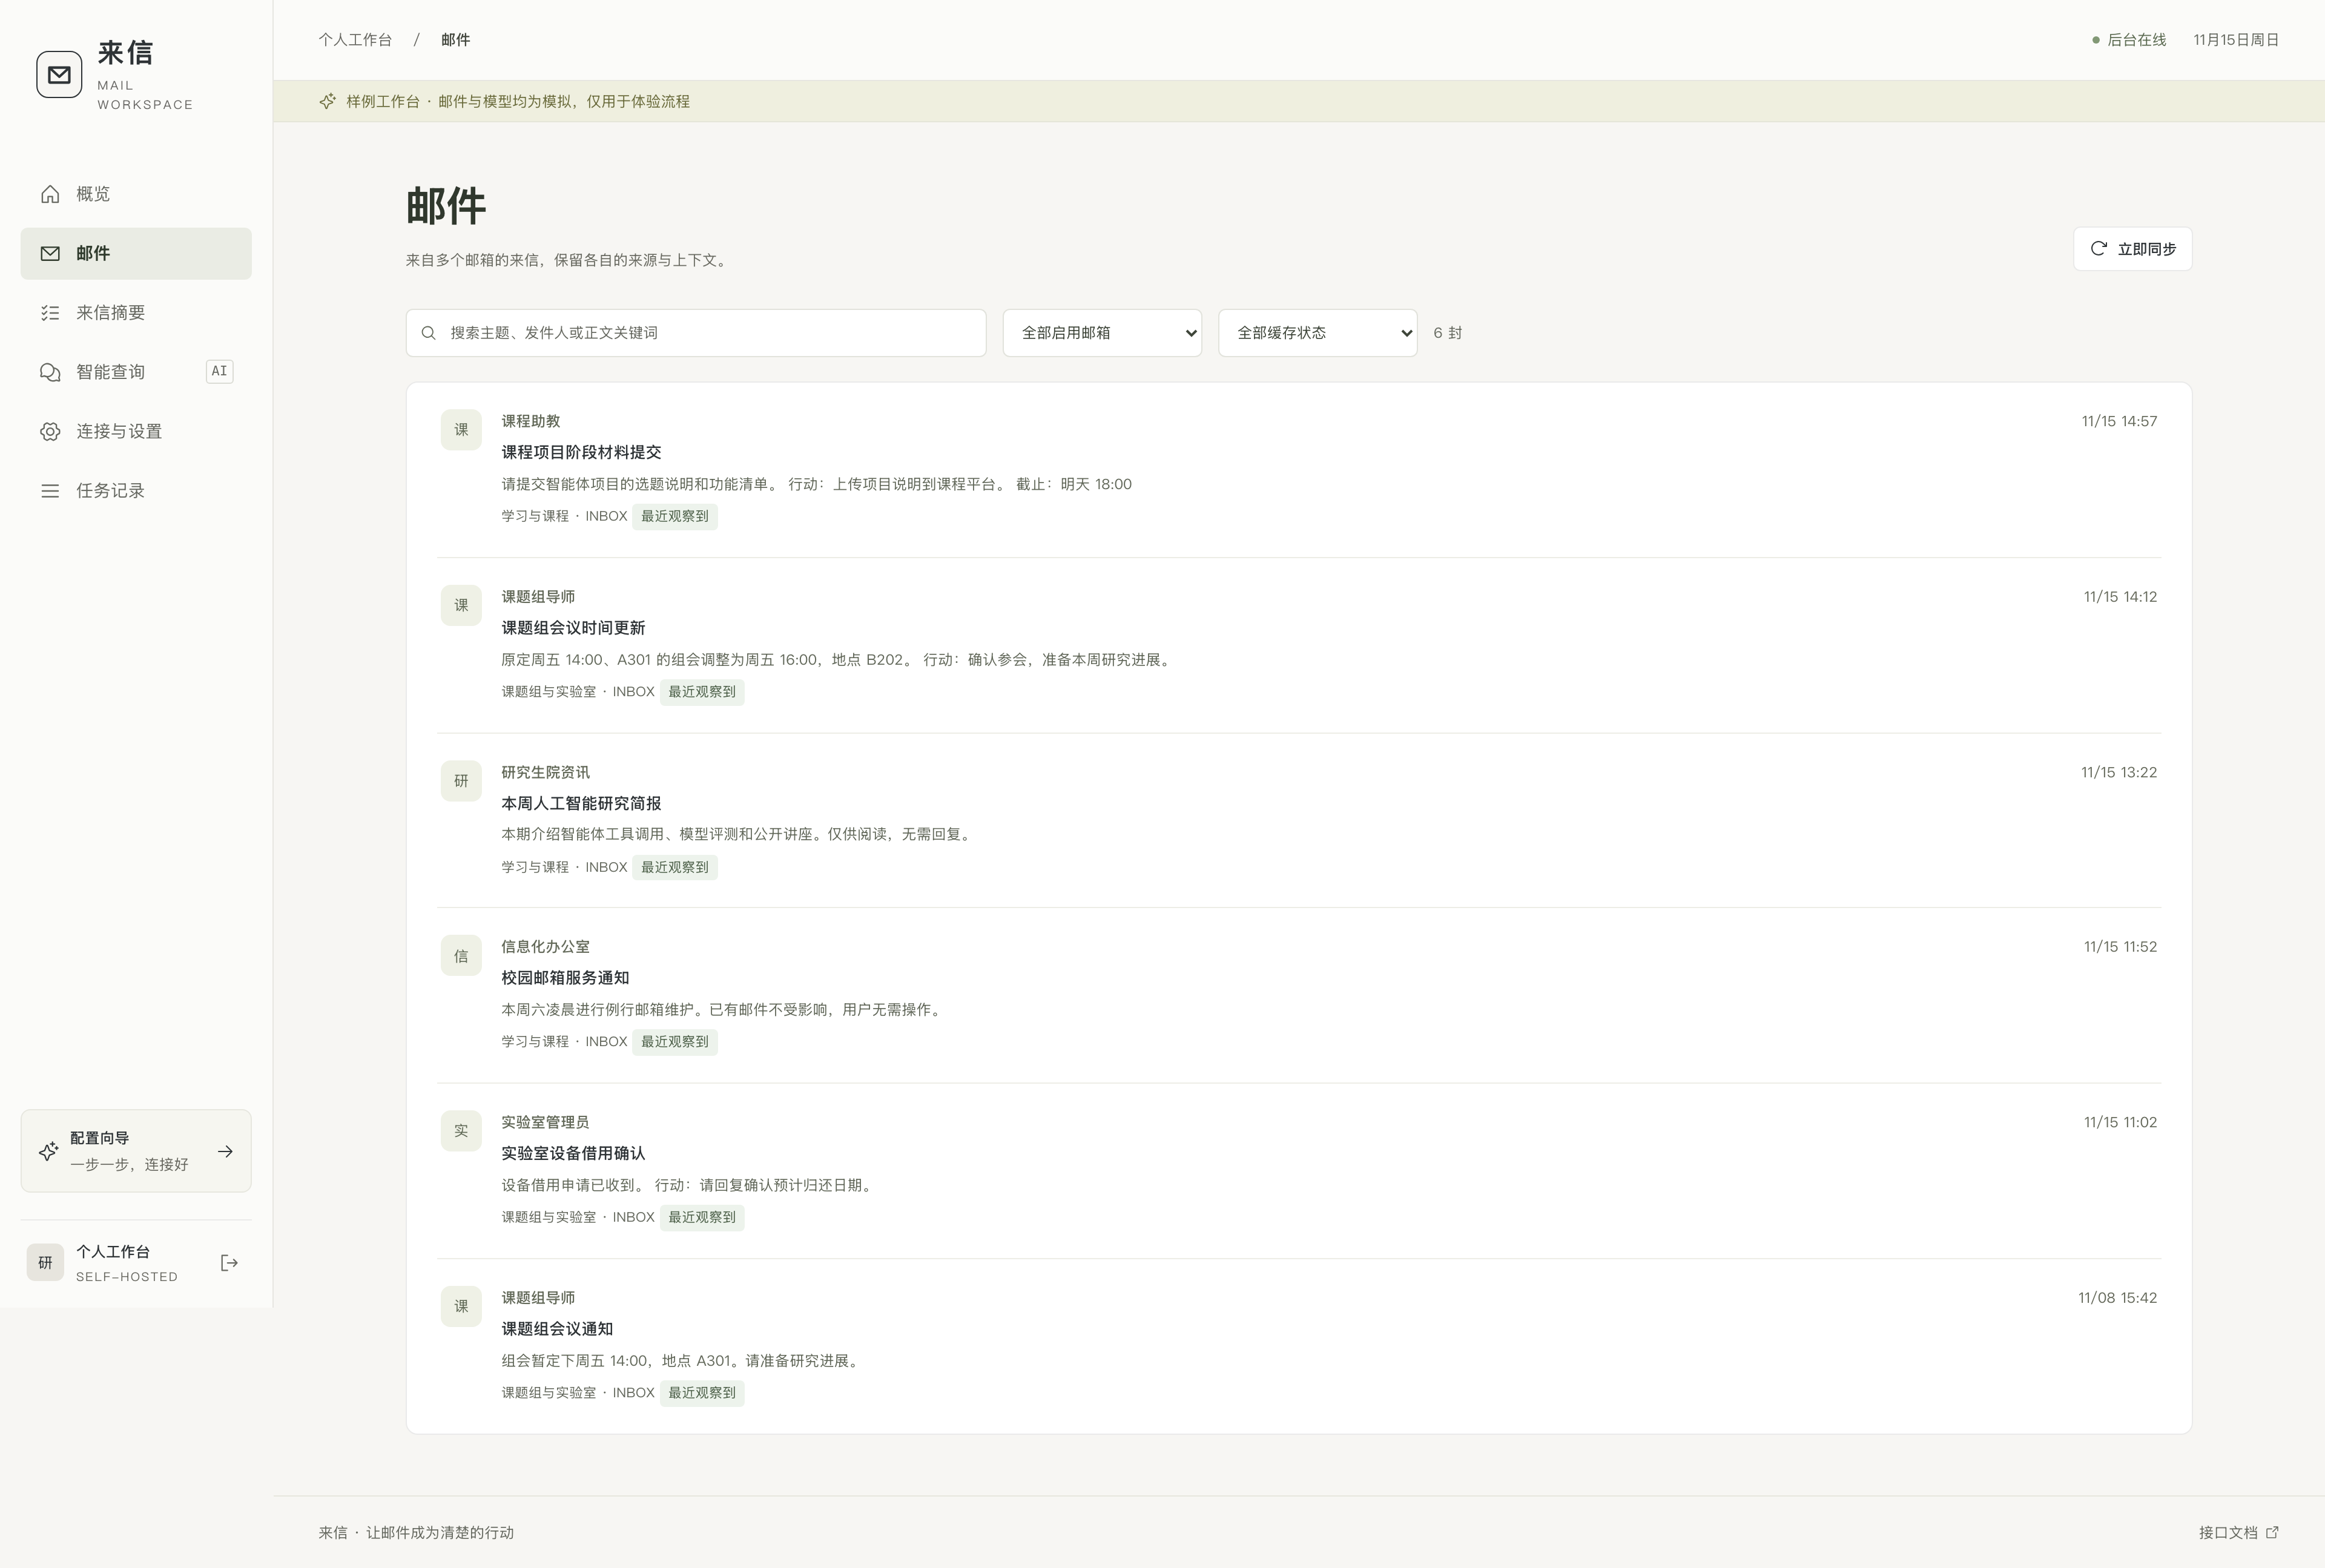 来信
MAIL
WORKSPACE
概览
邮件
来信摘要
智能查询 AI
连接与设置
任务记录
配置向导
一步一步，连接好
研
个人工作台
SELF-HOSTED
个人工作台 / 邮件
后台在线 11月15日周日
样例工作台 · 邮件与模型均为模拟，仅用于体验流程
邮件
来自多个邮箱的来信，保留各自的来源与上下文。
立即同步
搜索主题、发件人或正文关键词
全部启用邮箱
全部缓存状态
6 封
课
课程助教
11/15 14:57
课程项目阶段材料提交
请提交智能体项目的选题说明和功能清单。 行动：上传项目说明到课程平台。 截止：明天 18:00
学习与课程 · INBOX 最近观察到
课
课题组导师
11/15 14:12
课题组会议时间更新
原定周五 14:00、A301 的组会调整为周五 16:00，地点 B202。 行动：确认参会，准备本周研究进展。
课题组与实验室 · INBOX 最近观察到
研
研究生院资讯
11/15 13:22
本周人工智能研究简报
本期介绍智能体工具调用、模型评测和公开讲座。仅供阅读，无需回复。
学习与课程 · INBOX 最近观察到
信
信息化办公室
11/15 11:52
校园邮箱服务通知
本周六凌晨进行例行邮箱维护。已有邮件不受影响，用户无需操作。
学习与课程 · INBOX 最近观察到
实
实验室管理员
11/15 11:02
实验室设备借用确认
设备借用申请已收到。 行动：请回复确认预计归还日期。
课题组与实验室 · INBOX 最近观察到
课
课题组导师
11/08 15:42
课题组会议通知
组会暂定下周五 14:00，地点 A301。请准备研究进展。
课题组与实验室 · INBOX 最近观察到
来信 · 让邮件成为清楚的行动
接口文档